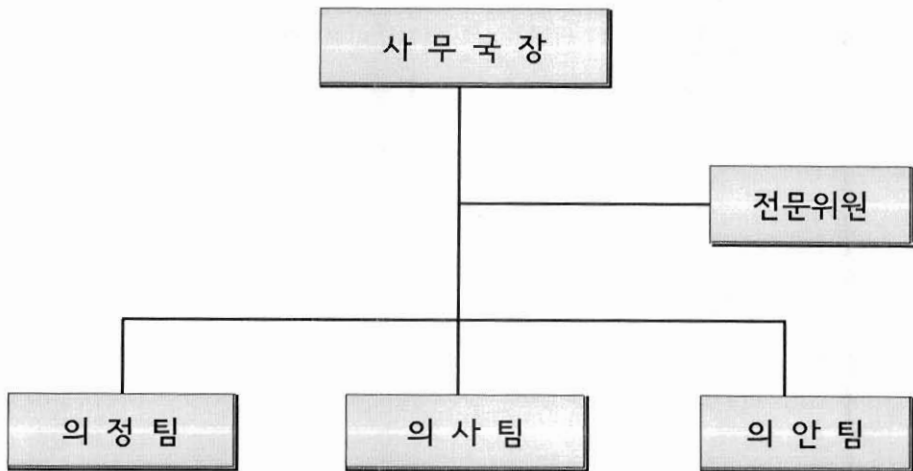 사 무 국 장
전문위원
의 정 팀
의 사 팀
의 안 팀